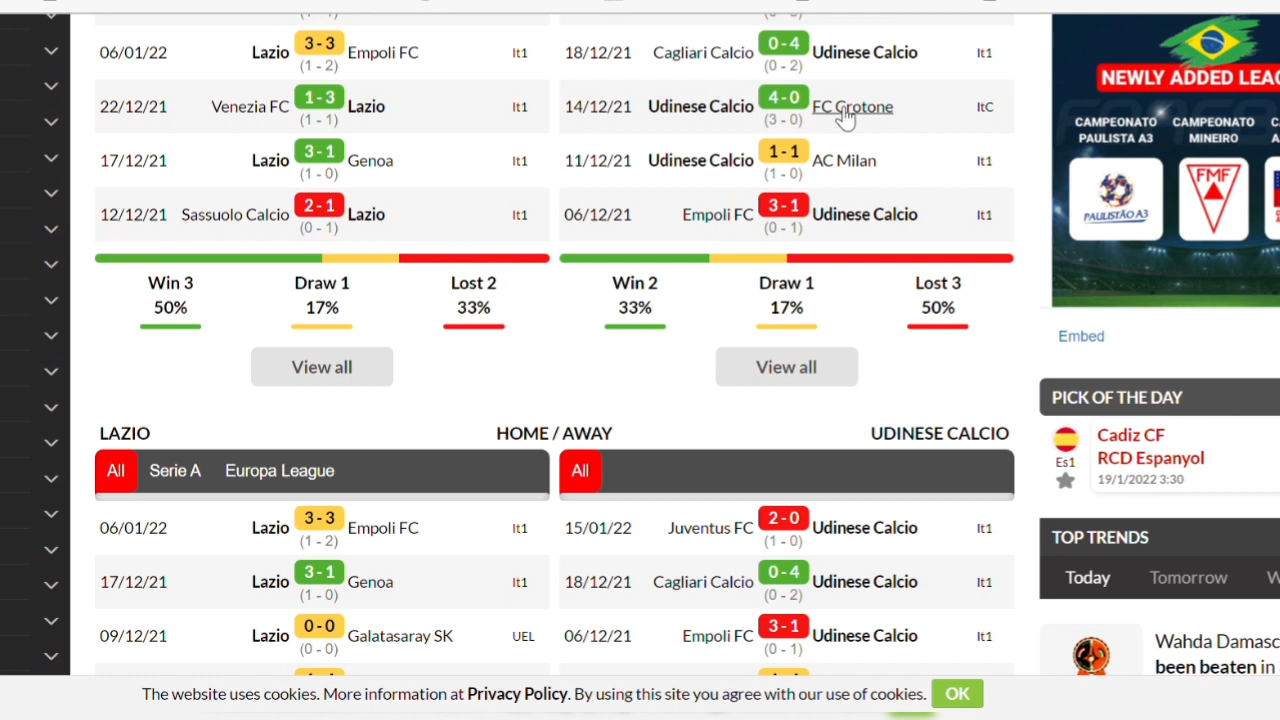 06/01/22 Lazio 3 - 3 Empoli FC It1
(1 - 2)
22/12/21 Venezia FC 1 - 3 Lazio It1
(1 - 1)
17/12/21 Lazio 3 - 1 Genoa It1
(1 - 0)
12/12/21 Sassuolo Calcio 2 - 1 Lazio It1
(0 - 1)
Win 3 Draw 1 Lost 2
50% 17% 33%
View all
18/12/21 Cagliari Calcio 0 - 4 Udinese Calcio It1
(0 - 2)
14/12/21 Udinese Calcio 4 - 0 FC Crotone ItC
(3 - 0)
11/12/21 Udinese Calcio 1 - 1 AC Milan It1
(1 - 0)
06/12/21 Empoli FC 3 - 1 Udinese Calcio It1
(0 - 1)
Win 2 Draw 1 Lost 3
33% 17% 50%
View all
LAZIO HOME / AWAY UDINESE CALCIO
All Serie A Europa League
06/01/22 Lazio 3 - 3 Empoli FC It1
(1 - 2)
17/12/21 Lazio 3 - 1 Genoa It1
(1 - 0)
09/12/21 Lazio 0 - 0 Galatasaray SK UEL
(0 - 0)
All
15/01/22 Juventus FC 2 - 0 Udinese Calcio It1
(1 - 0)
18/12/21 Cagliari Calcio 0 - 4 Udinese Calcio It1
(0 - 2)
06/12/21 Empoli FC 3 - 1 Udinese Calcio It1
(0 - 1)
NEWLY ADDED LEA
CAMPEONATO
PAULISTA A3
CAMPEONATO
MINEIRO
PAULISTÃO A3
FMF
Embed
PICK OF THE DAY
Cadiz CF
Es1 RCD Espanyol
19/1/2022 3:30
TOP TRENDS
Today Tomorrow W
Wahda Damasc
been beaten in
The website uses cookies. More information at Privacy Policy. By using this site you agree with our use of cookies. OK